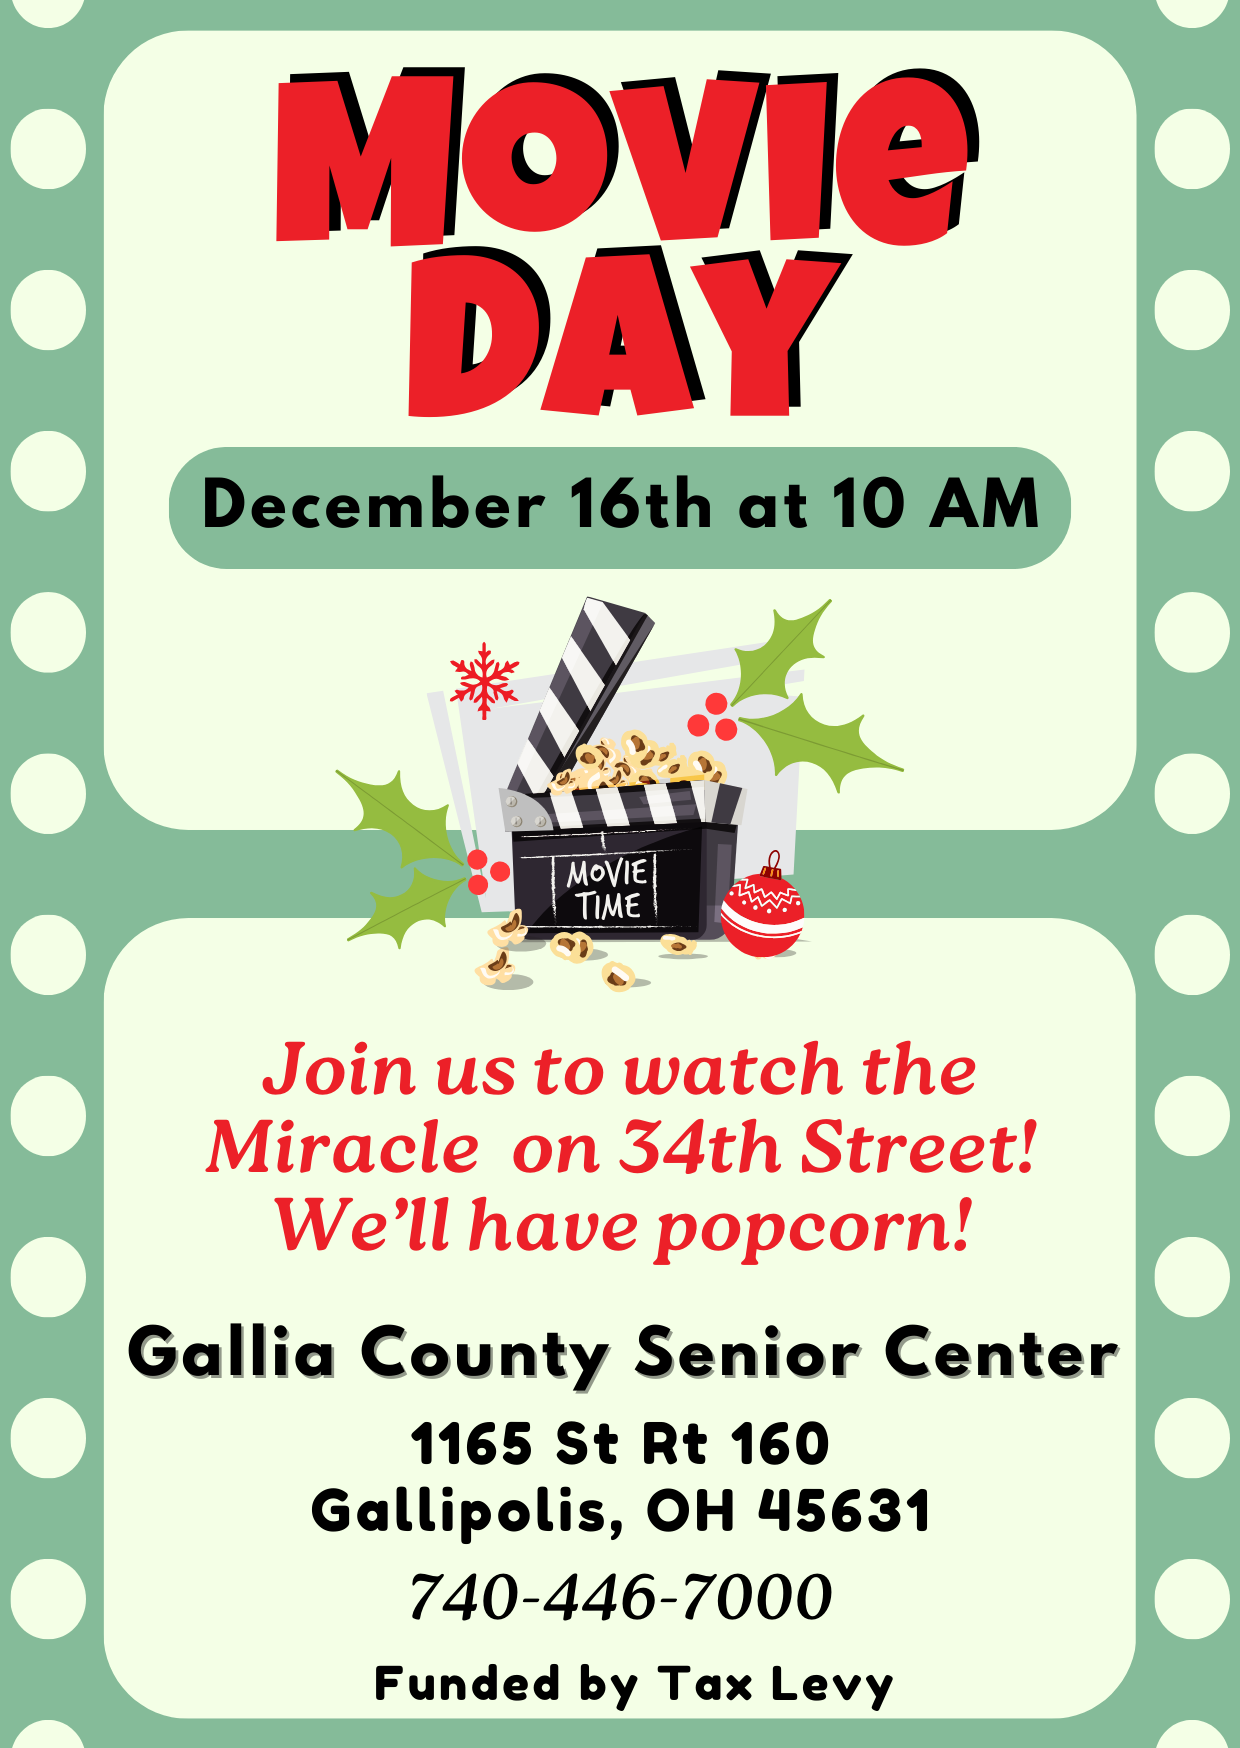 MOVIE
DAY
December 16th at 10 AM
MOVIE
TIME
Join us to watch the
Miracle on 34th Street!
We'll have popcorn!
Gallia County Senior Center
1165 St Rt 160
Gallipolis, OH 45631
740-446-7000
Funded by Tax Levy